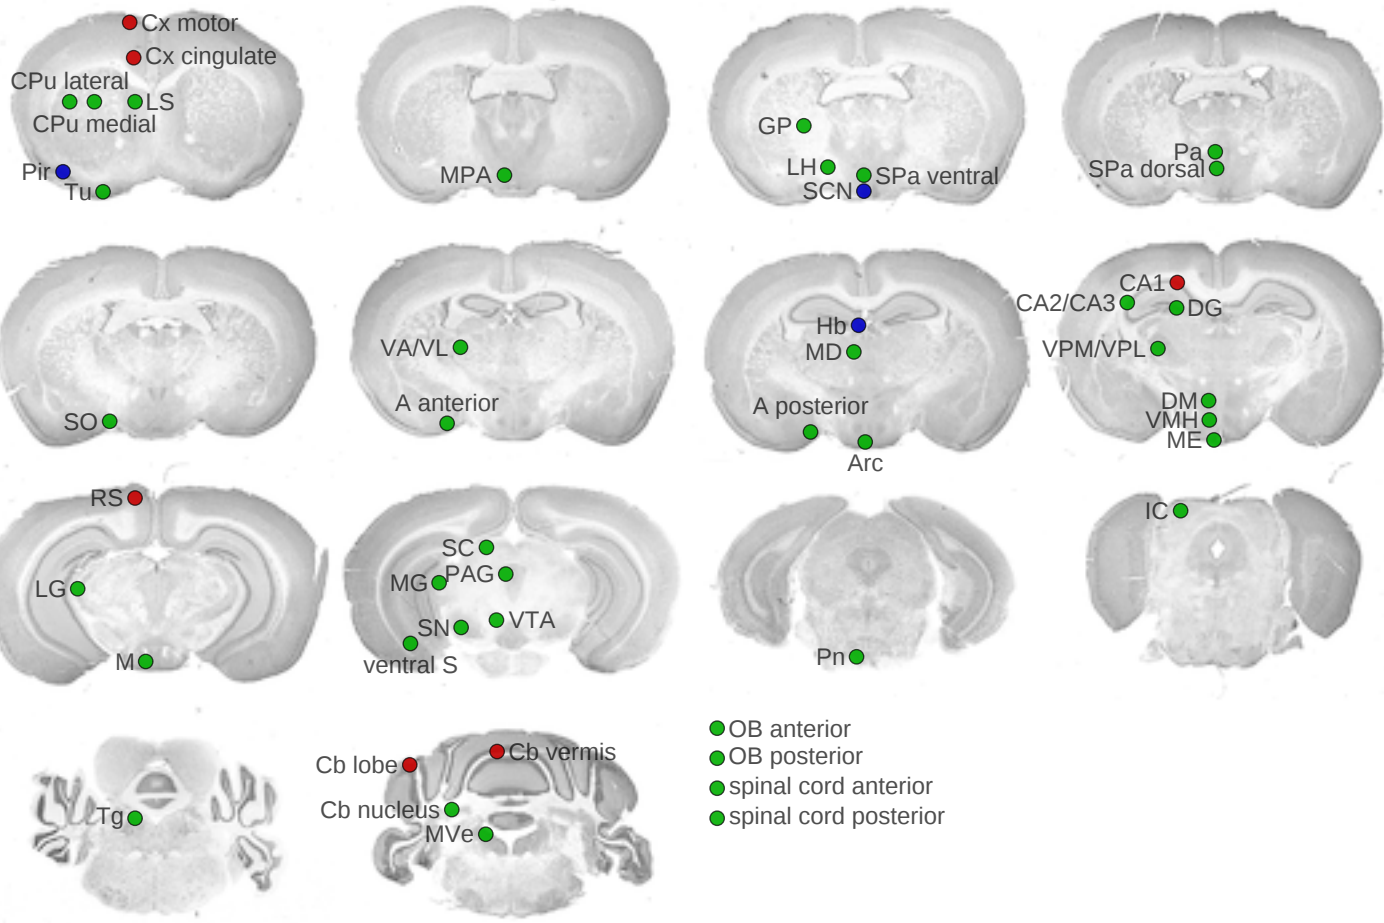 Cx motor
Cx cingulate
CPu lateral
LS
CPu medial
Pir
Tu
MPA
GP
LH
SPa ventral
SCN
Pa
SPa dorsal
SO
VA/VL
A anterior
Hb
MD
A posterior
Arc
CA1
CA2/CA3
DG
VPM/VPL
DM
VMH
ME
RS
LG
M
SC
MG
PAG
SN
VTA
ventral S
Pn
IC
Tg
Cb lobe
Cb vermis
Cb nucleus
MVe
OB anterior
OB posterior
spinal cord anterior
spinal cord posterior